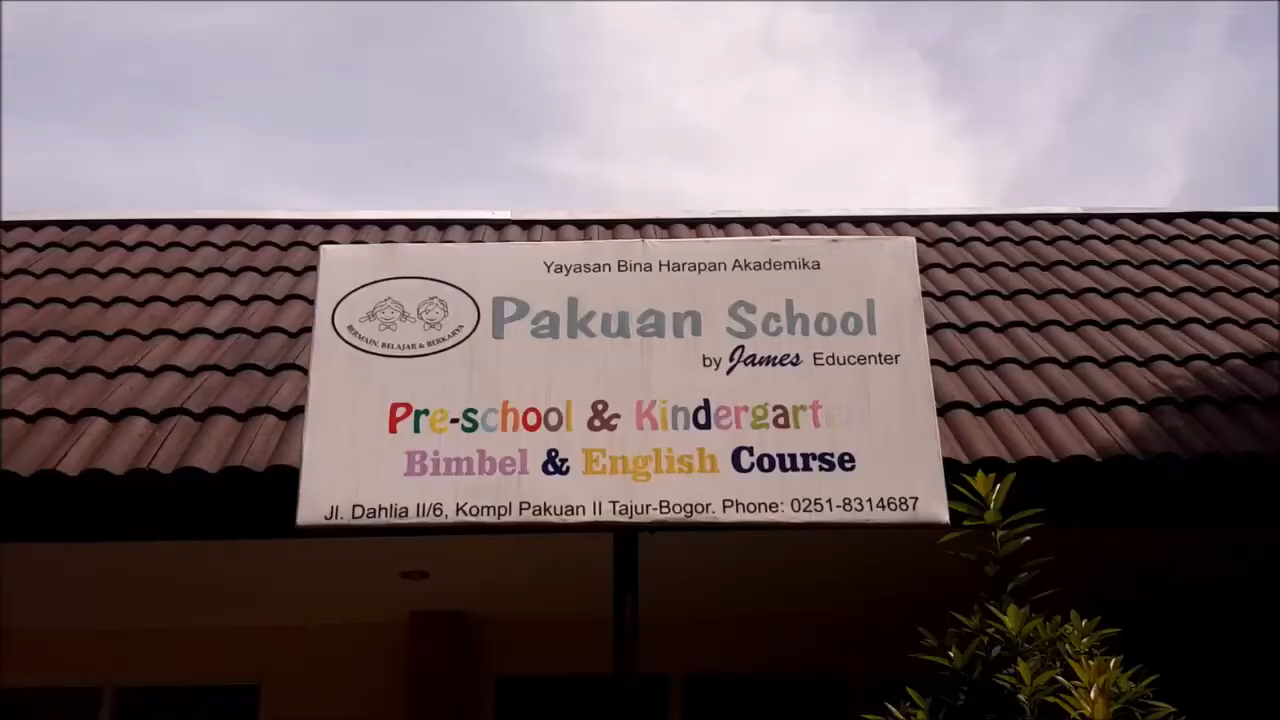 Yayasan Bina Harapan Akademika
BERMAIN, BELAJAR & BERKARYA
Pakuan School
by James Educenter
Pre-school & Kindergarte
Bimbel & English Course
Jl. Dahlia II/6, Kompl Pakuan II Tajur-Bogor. Phone: 0251-8314687